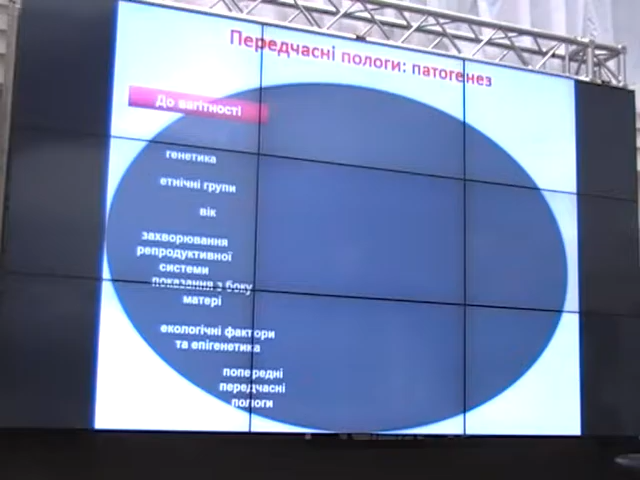 Передчасні пологи: патогенез
До вагітності
генетика
етнічні групи
вік
захворювання
репродуктивної
системи
показання з боку
матері
екологічні фактори
та епігенетика
попередні
передчасні
пологи